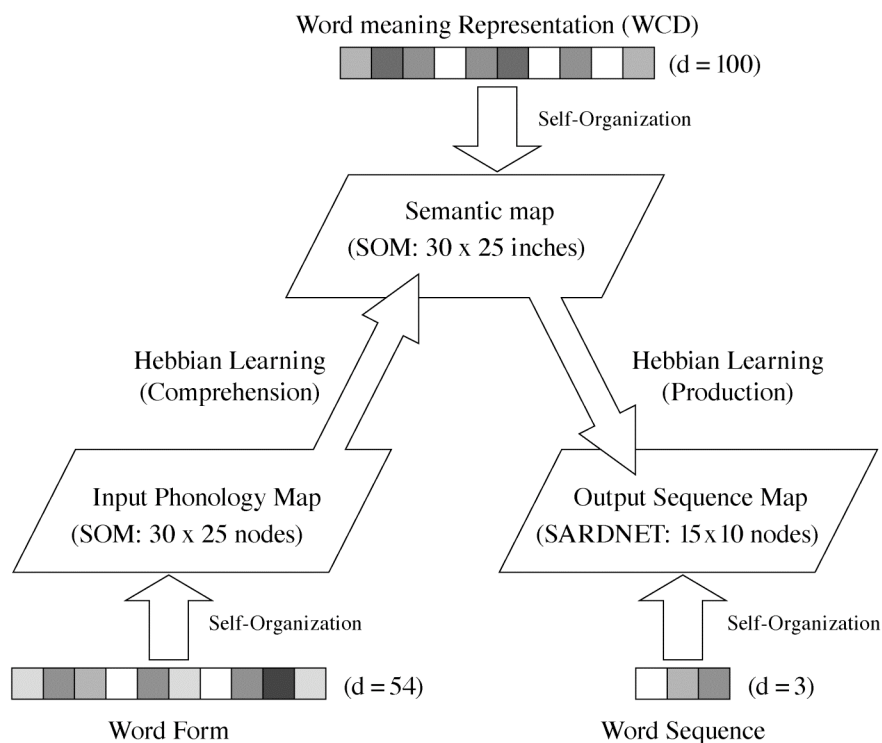 Word meaning Representation (WCD)
(d = 100)
Self-Organization
Semantic map
(SOM: 30 x 25 inches)
Hebbian Learning
(Comprehension)
Hebbian Learning
(Production)
Input Phonology Map
(SOM: 30 x 25 nodes)
Output Sequence Map
(SARDNET: 15x10 nodes)
Self-Organization
Self-Organization
(d = 54)
(d = 3)
Word Form
Word Sequence